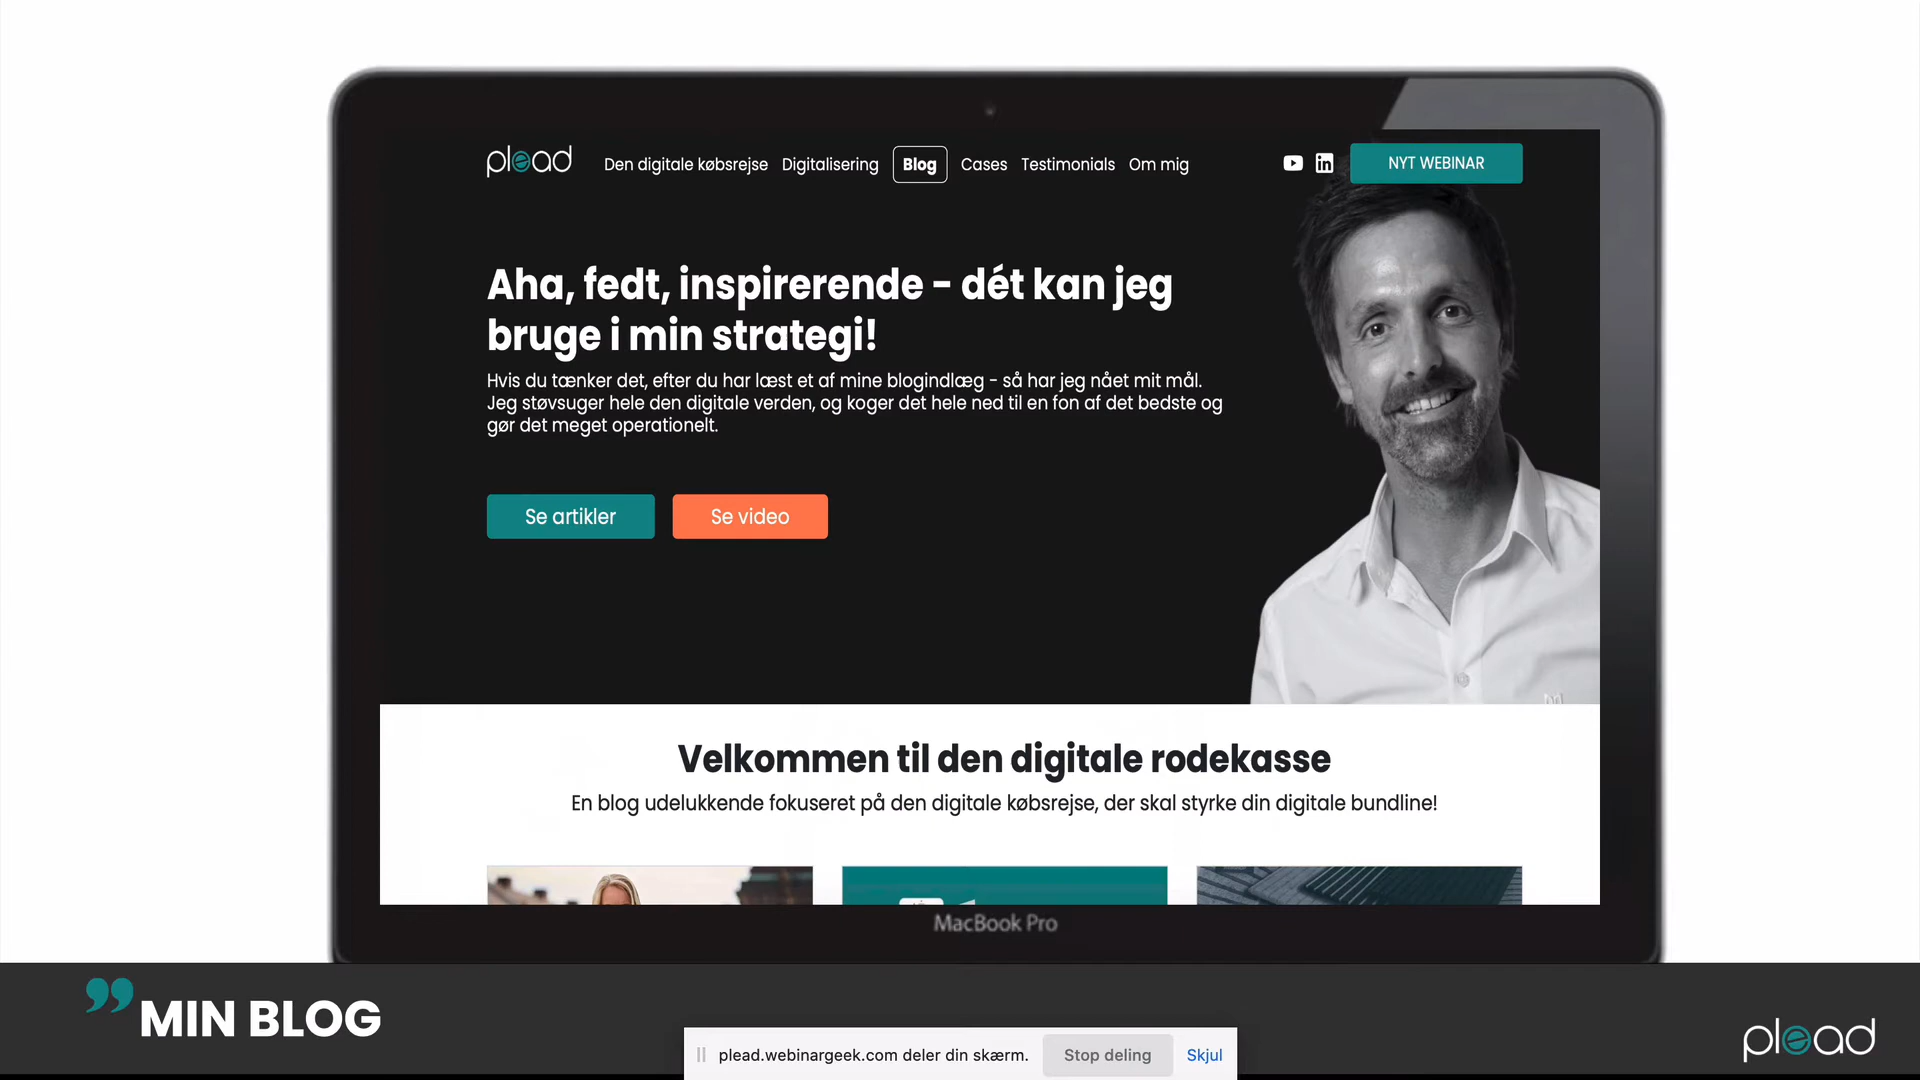 plead
Den digitale købsrejse Digitalisering Blog Cases Testimonials Om mig
NYT WEBINAR
Aha, fedt, inspirerende - dét kan jeg
bruge i min strategi!
Hvis du tænker det, efter du har læst et af mine blogindlæg - så har jeg nået mit mål.
Jeg støvsuger hele den digitale verden, og koger det hele ned til en fon af det bedste og
gør det meget operationelt.
Se artikler
Se video
Velkommen til den digitale rodekasse
En blog udelukkende fokuseret på den digitale købsrejse, der skal styrke din digitale bundline!
MacBook Pro
MIN BLOG
plead.webinargeek.com deler din skærm.
Stop deling
Skjul
plead